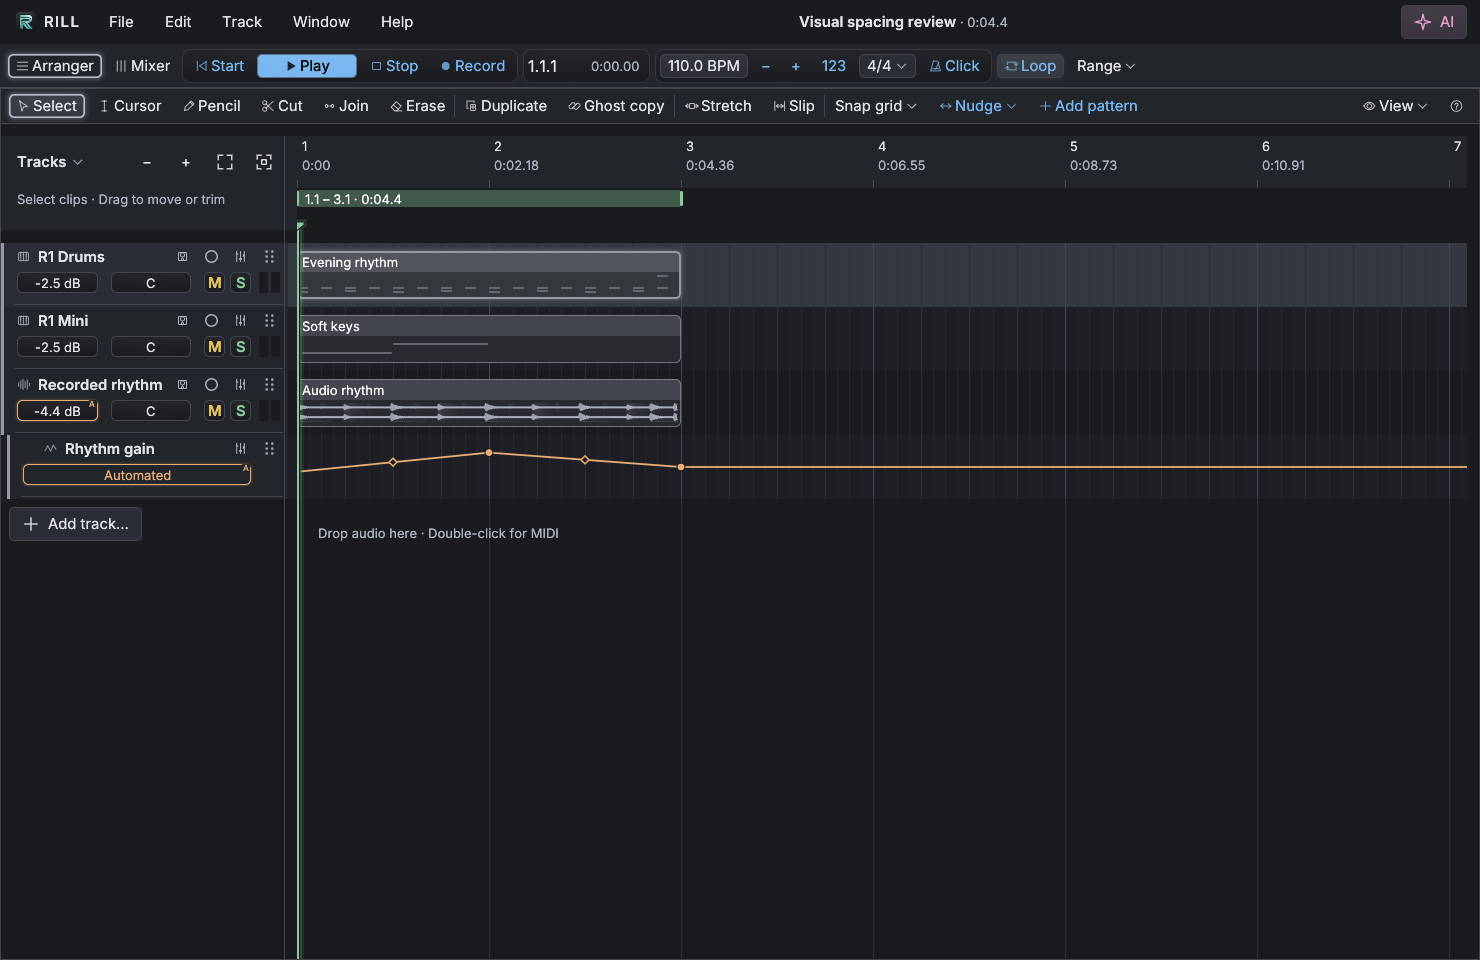 RILL File Edit Track Window Help Visual spacing review · 0:04.4 AI
Arranger Mixer Start Play Stop Record 1.1.1 0:00.00 110.0 BPM − + 123 4/4 Click Loop Range
Select Cursor Pencil Cut Join Erase Duplicate Ghost copy Stretch Slip Snap grid Nudge + Add pattern View ?
Tracks − +
1 2 3 4 5 6 7
0:00 0:02.18 0:04.36 0:06.55 0:08.73 0:10.91
Select clips · Drag to move or trim
1.1 – 3.1 · 0:04.4
R1 Drums
-2.5 dB C M S
Evening rhythm
R1 Mini
-2.5 dB C M S
Soft keys
Recorded rhythm
-4.4 dB A C M S
Audio rhythm
Rhythm gain
Automated A
+ Add track...
Drop audio here · Double-click for MIDI